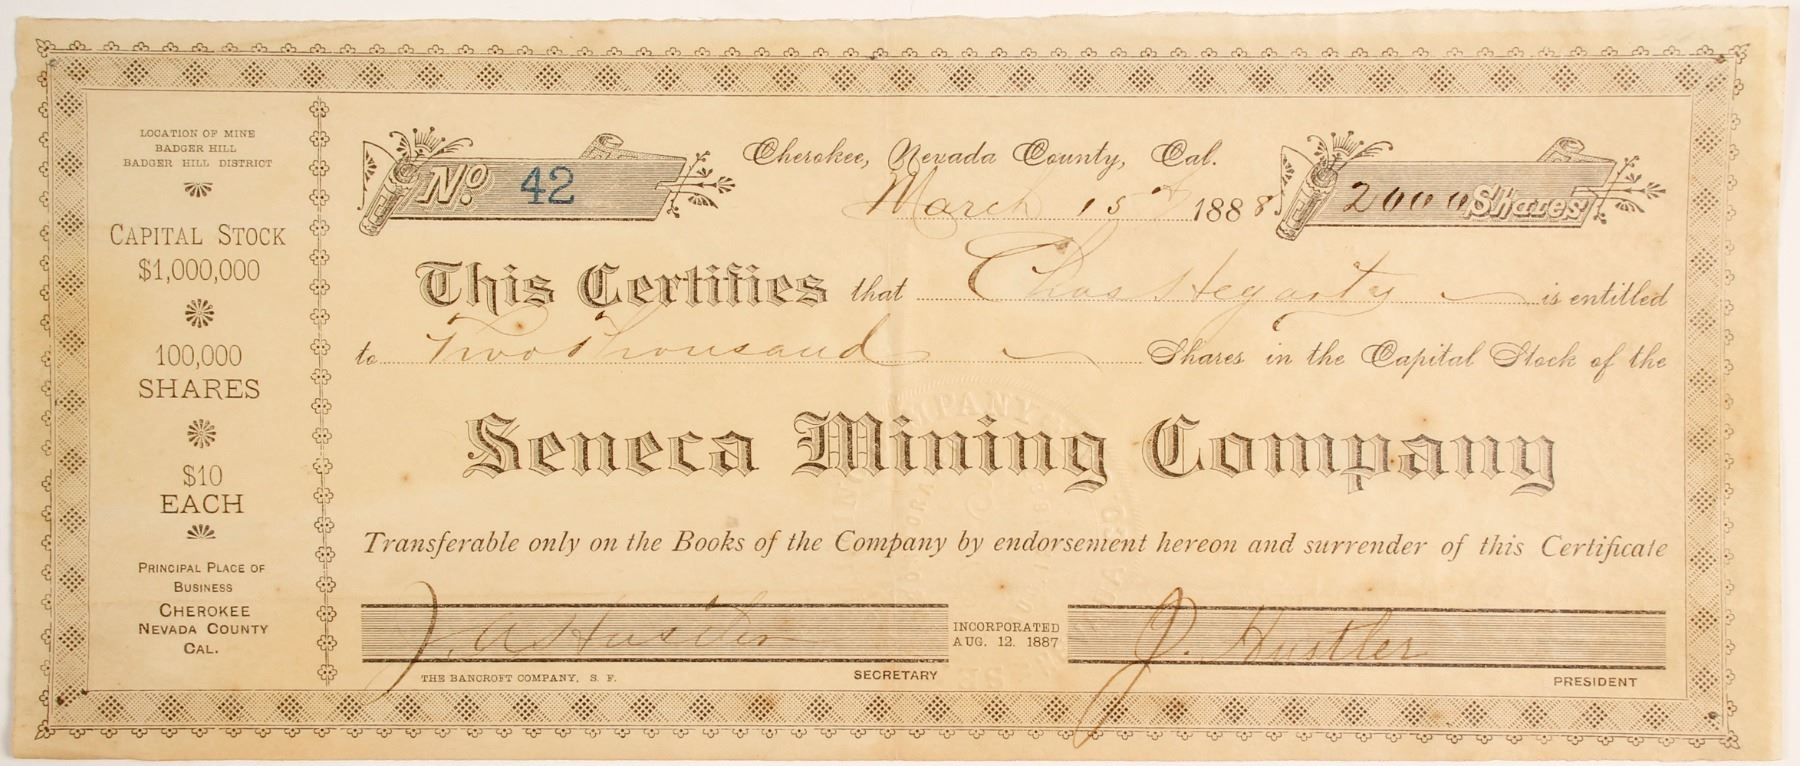 LOCATION OF MINE
BADGER HILL
BADGER HILL DISTRICT
CAPITAL STOCK
$1,000,000
100,000
SHARES
$10
EACH
PRINCIPAL PLACE OF
BUSINESS
CHEROKEE
NEVADA COUNTY
CAL.
No. 42
Cherokee, Nevada County, Cal.
March 15 1888
2000 Shares
This Certifies that Chas Hegarty is entitled
to Two Thousand Shares in the Capital Stock of the
Seneca Mining Company
Transferable only on the Books of the Company by endorsement hereon and surrender of this Certificate
J. A. Hustler
INCORPORATED
AUG. 12. 1887
J. Hustler
THE BANCROFT COMPANY, S. F.
SECRETARY
PRESIDENT